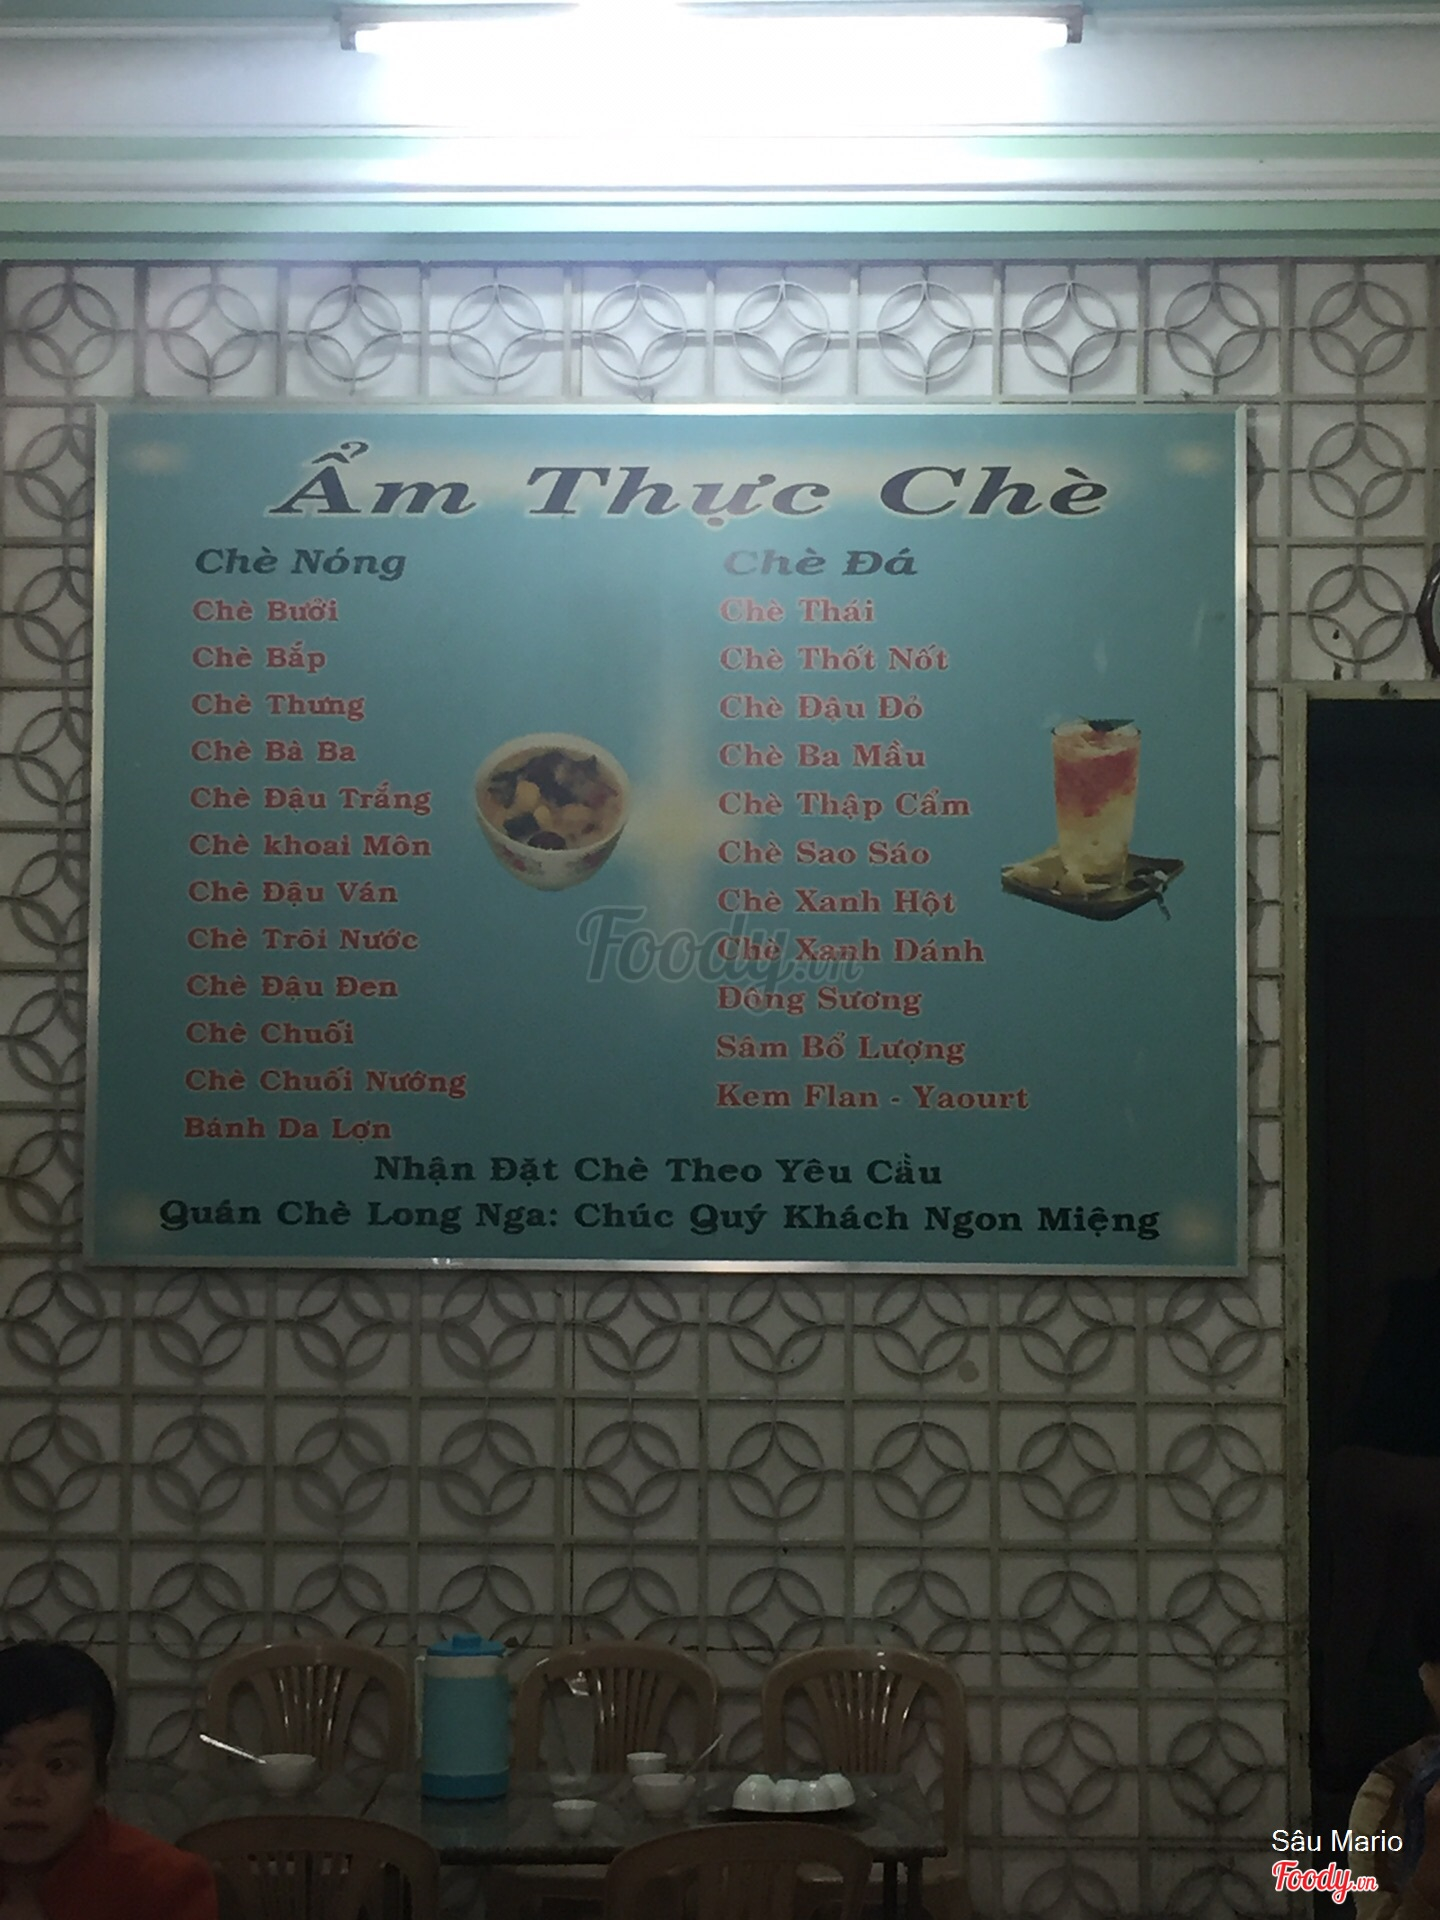 Ẩm Thực Chè
Chè Nóng
Chè Bưởi
Chè Bắp
Chè Thưng
Chè Bà Ba
Chè Đậu Trắng
Chè khoai Môn
Chè Đậu Ván
Chè Trôi Nước
Chè Đậu Đen
Chè Chuối
Chè Chuối Nướng
Bánh Da Lợn
Chè Đá
Chè Thái
Chè Thốt Nốt
Chè Đậu Đỏ
Chè Ba Mầu
Chè Thập Cẩm
Chè Sao Sáo
Chè Xanh Hột
Chè Xanh Dánh
Đông Sương
Sâm Bổ Lượng
Kem Flan - Yaourt
Nhận Đặt Chè Theo Yêu Cầu
Quán Chè Long Nga: Chúc Quý Khách Ngon Miệng
Foody.vn
Sâu Mario
Foody.vn